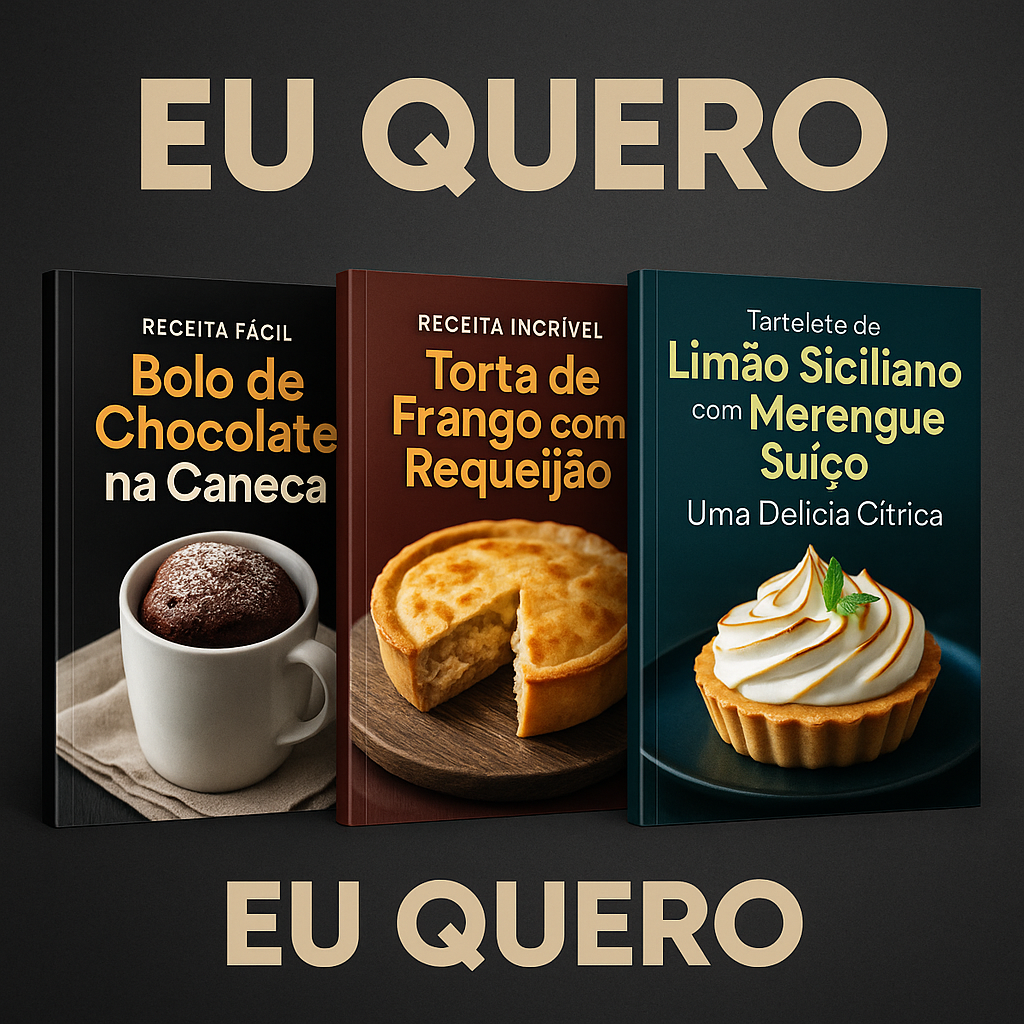 EU QUERO
RECEITA FÁCIL
Bolo de
Chocolate
na Caneca
RECEITA INCRÍVEL
Torta de
Frango com
Requeijão
Tartelete de
Limão Siciliano
com Merengue
Suíço
Uma Delicia Cítrica
EU QUERO